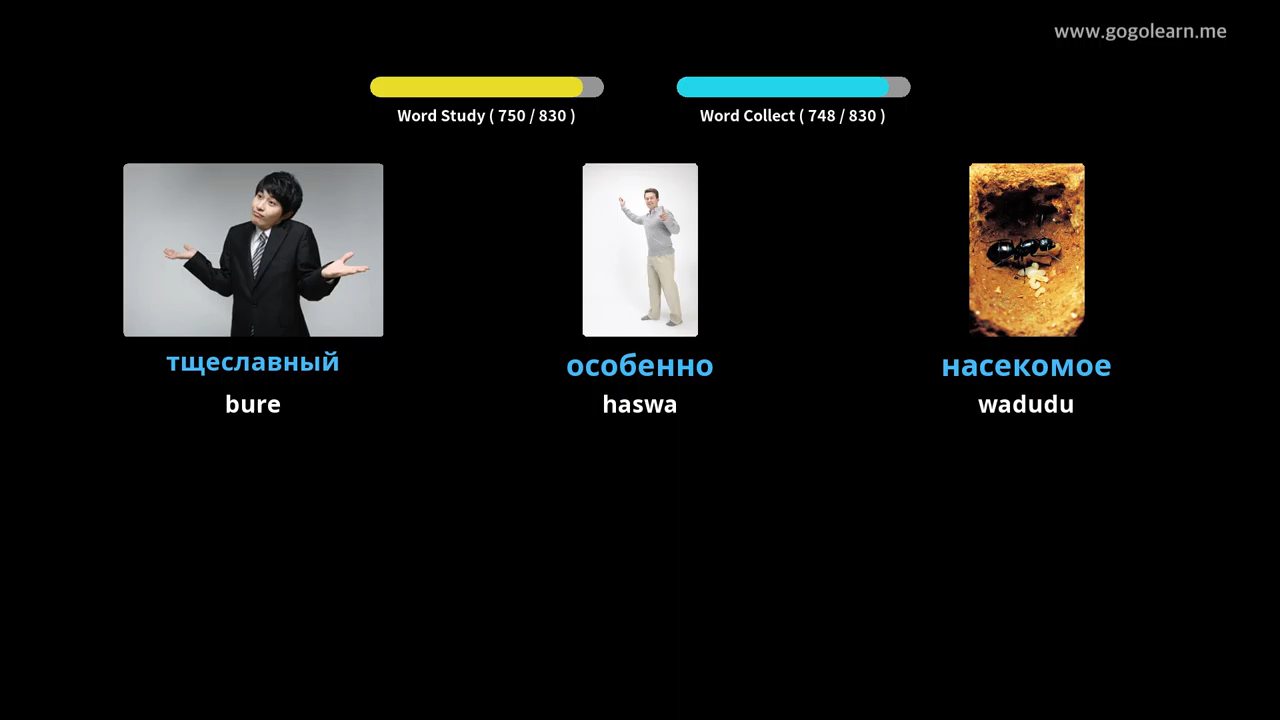 www.gogolearn.me
Word Study ( 750 / 830 )
Word Collect ( 748 / 830 )
тщеславный
bure
особенно
haswa
насекомое
wadudu